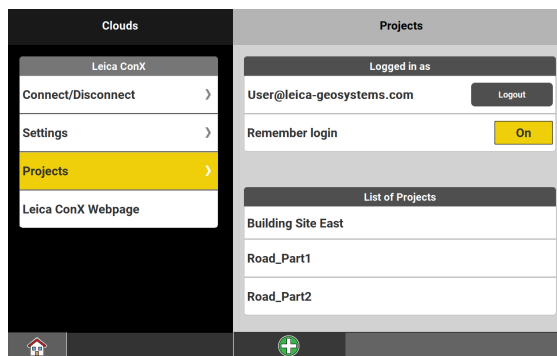 Clouds
Leica ConX
Connect/Disconnect
Settings
Projects
Leica ConX Webpage
Projects
Logged in as
User@leica-geosystems.com
Logout
Remember login
On
List of Projects
Building Site East
Road_Part1
Road_Part2